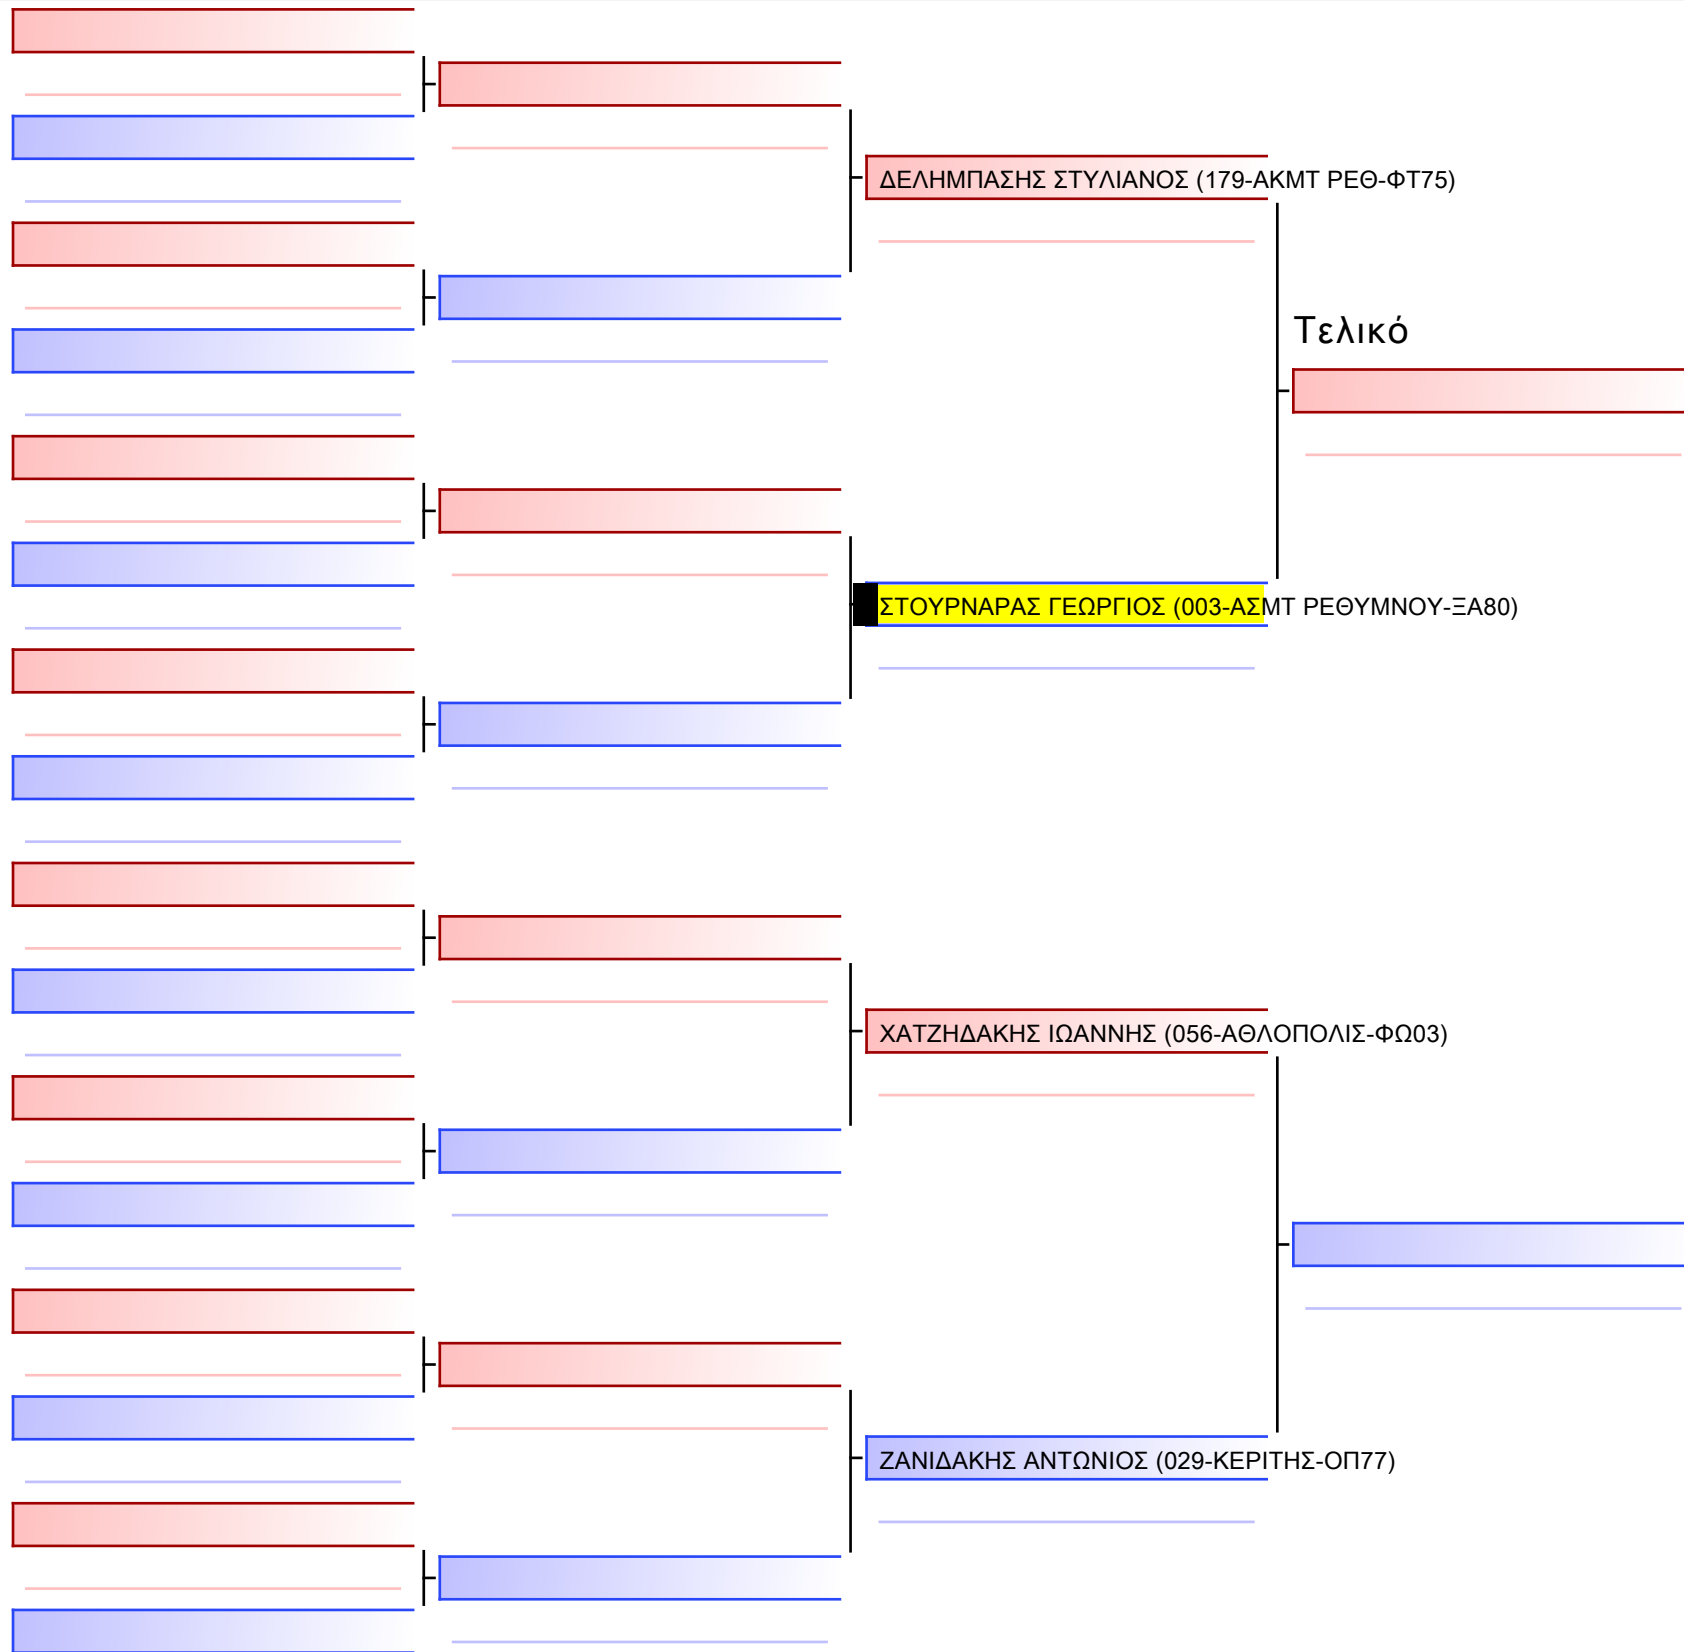 ΔΕΛΗΜΠΑΣΗΣ ΣΤΥΛΙΑΝΟΣ (179-ΑΚΜΤ ΡΕΘ-ΦΤ75)
Τελικό
ΣΤΟΥΡΝΑΡΑΣ ΓΕΩΡΓΙΟΣ (003-ΑΣΜΤ ΡΕΘΥΜΝΟΥ-ΞΑ80)
ΧΑΤΖΗΔΑΚΗΣ ΙΩΑΝΝΗΣ (056-ΑΘΛΟΠΟΛΙΣ-ΦΩ03)
ΖΑΝΙΔΑΚΗΣ ΑΝΤΩΝΙΟΣ (029-ΚΕΡΙΤΗΣ-ΟΠ77)